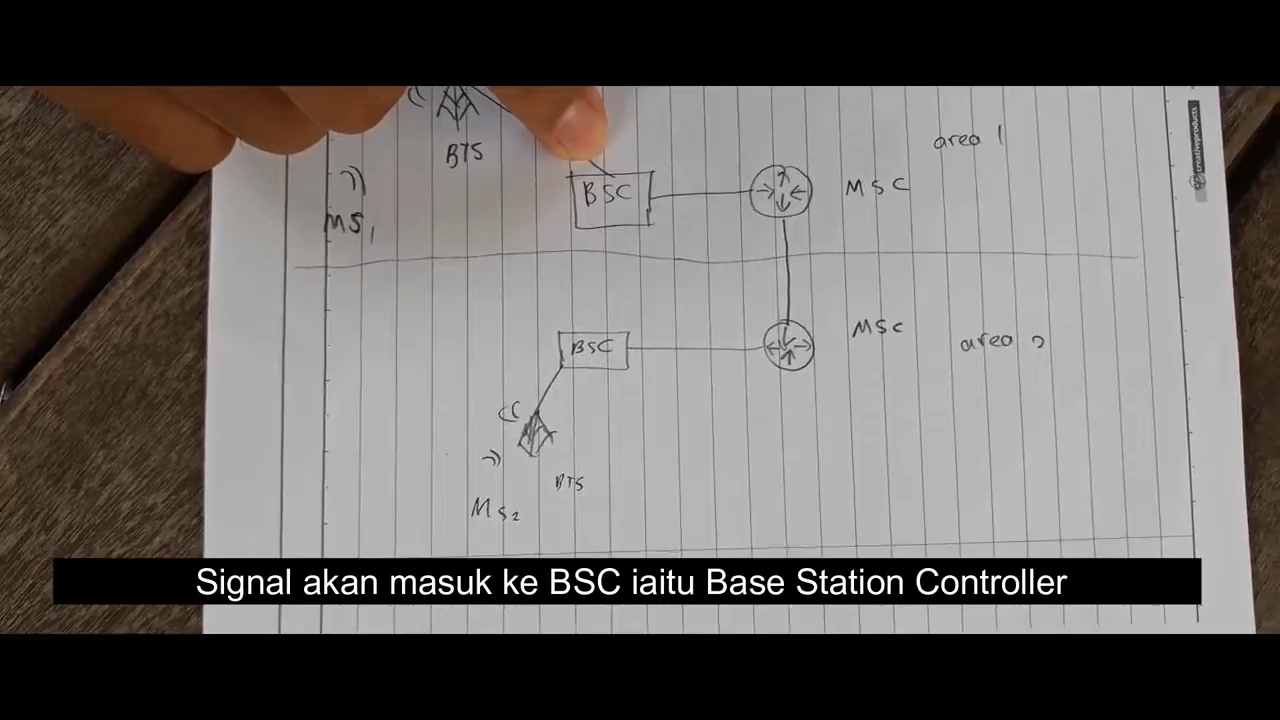 area 1
BTS
BSC
MSC
MS1
creativeproducts
BSC
MSC
area 2
BTS
MS2
Signal akan masuk ke BSC iaitu Base Station Controller